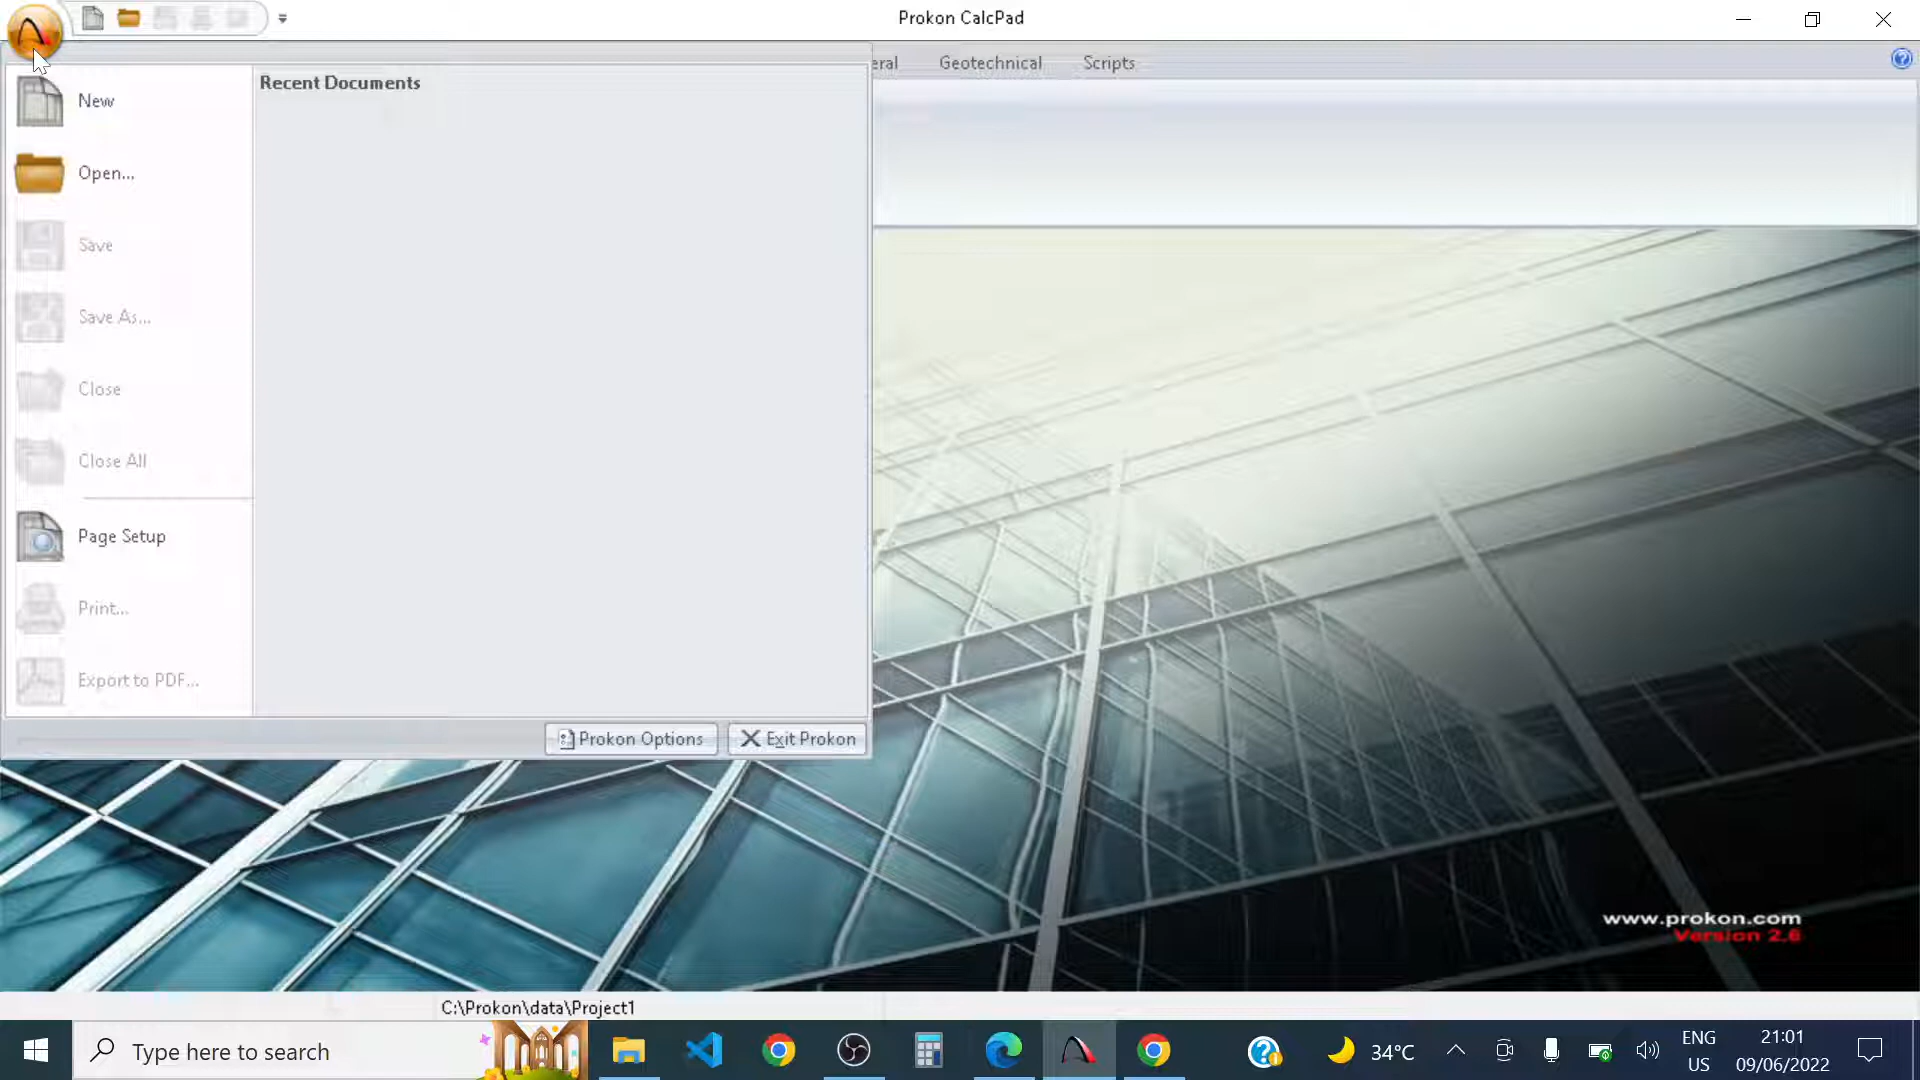 Prokon CalcPad
eral Geotechnical Scripts
Recent Documents
New
Open...
Save
Save As...
Close
Close All
Page Setup
Print...
Export to PDF...
Prokon Options Exit Prokon
www.prokon.com
Version 2.6
C:\Prokon\data\Project1
Type here to search
34°C
ENG
US
21:01
09/06/2022